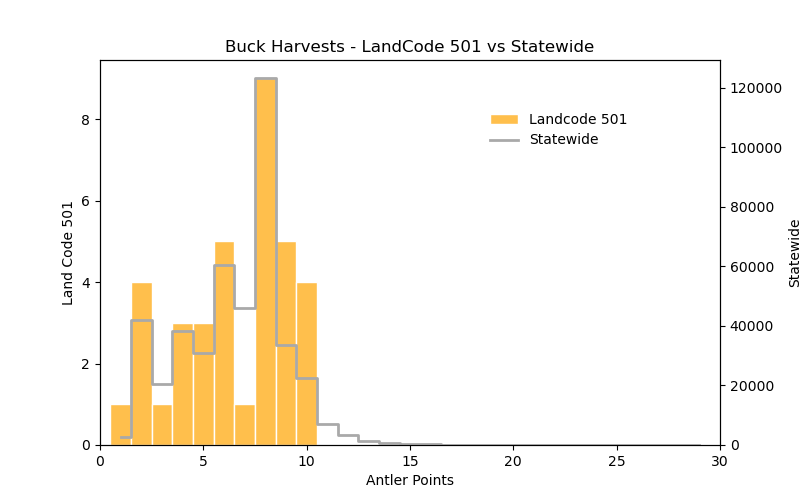 Buck Harvests - LandCode 501 vs Statewide
Landcode 501
Statewide
Land Code 501
8
6
4
2
0
120000
100000
80000
60000
40000
20000
0
Statewide
0 5 10 15 20 25 30
Antler Points